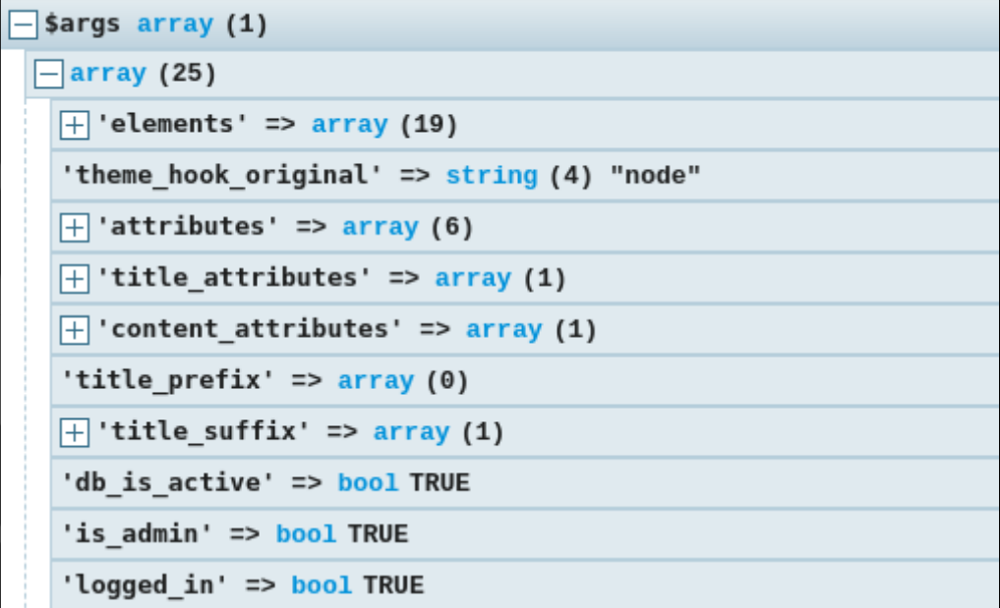 $args array (1)
array (25)
'elements' => array (19)
'theme_hook_original' => string (4) "node"
'attributes' => array (6)
'title_attributes' => array (1)
'content_attributes' => array (1)
'title_prefix' => array (0)
'title_suffix' => array (1)
'db_is_active' => bool TRUE
'is_admin' => bool TRUE
'logged_in' => bool TRUE